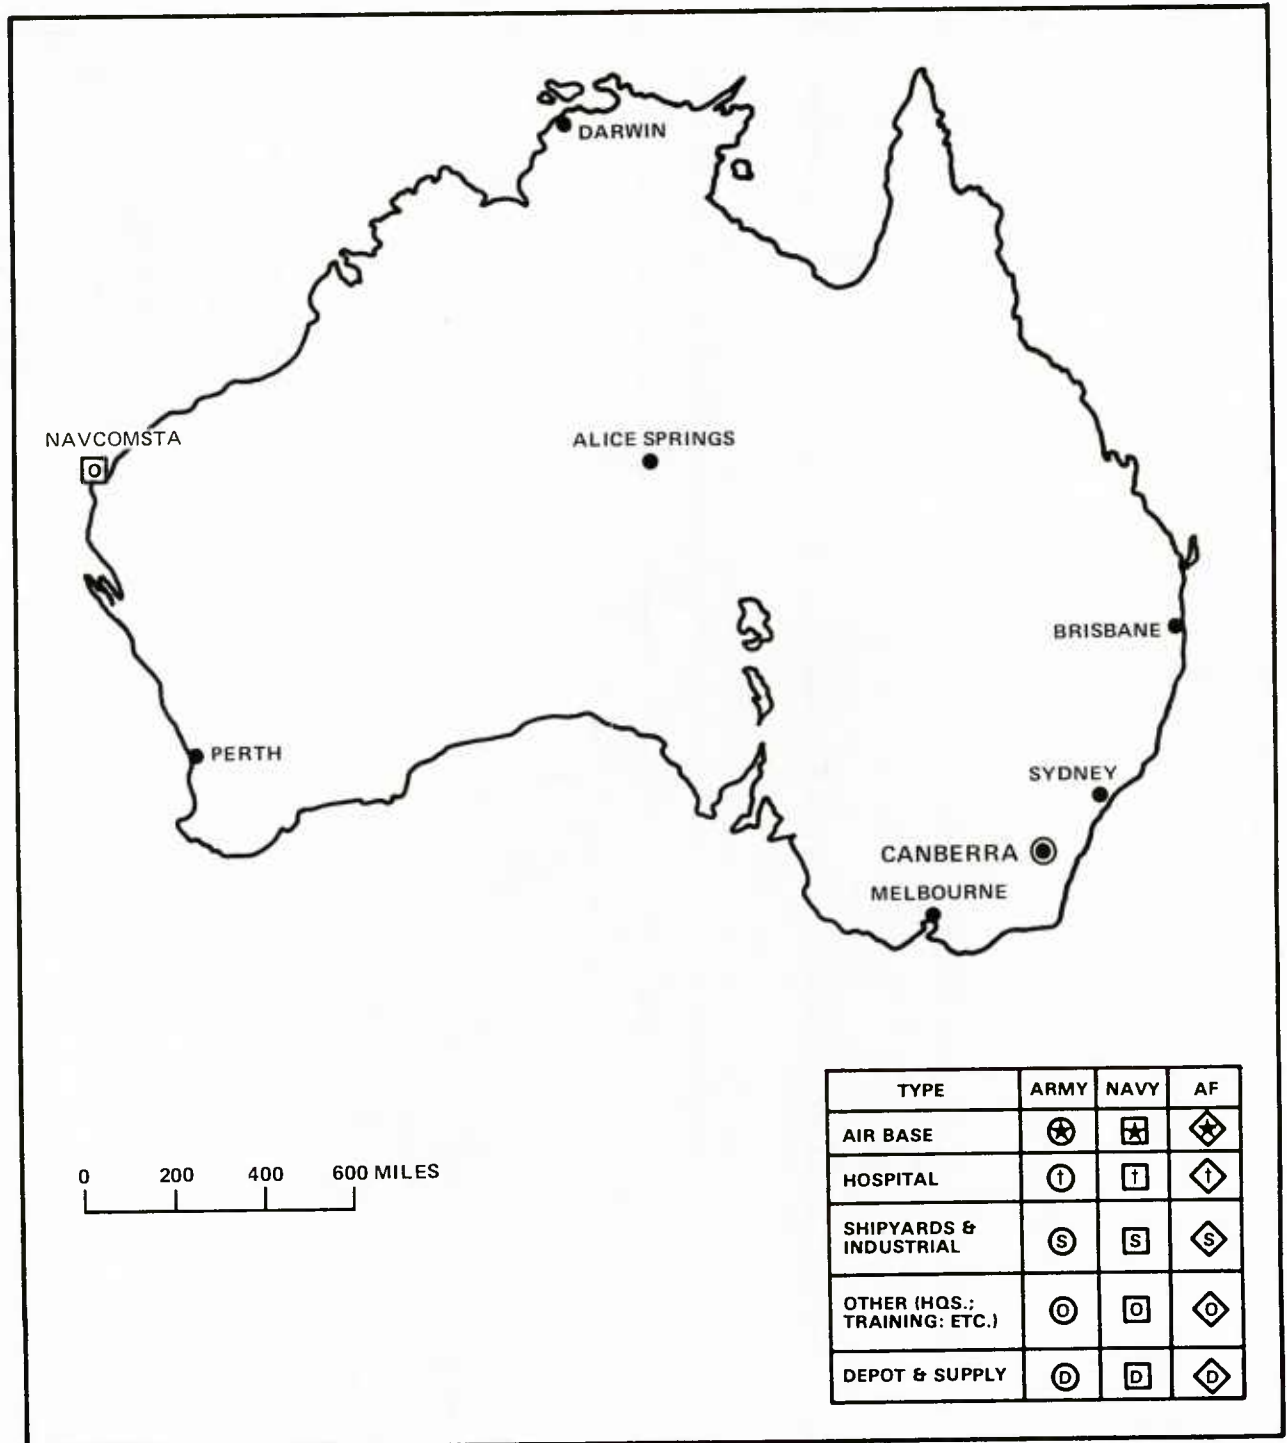 DARWIN
NAVCOMSTA
O
ALICE SPRINGS
BRISBANE
PERTH
SYDNEY
CANBERRA
MELBOURNE
0 200 400 600 MILES
TYPE ARMY NAVY AF
AIR BASE
HOSPITAL † † †
SHIPYARDS &
INDUSTRIAL S S S
OTHER (HQS.;
TRAINING: ETC.) O O O
DEPOT & SUPPLY D D D